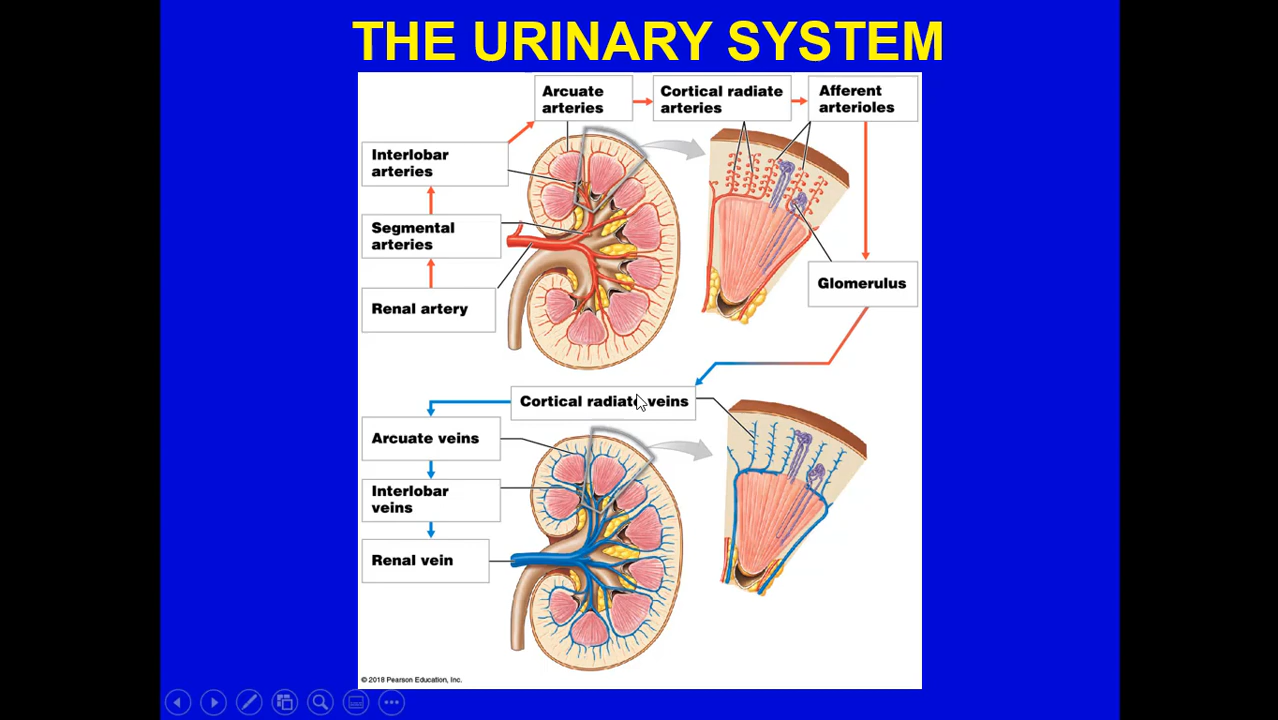 THE URINARY SYSTEM
Arcuate
arteries
Cortical radiate
arteries
Afferent
arterioles
Interlobar
arteries
Segmental
arteries
Renal artery
Glomerulus
Cortical radiate veins
Arcuate veins
Interlobar
veins
Renal vein
© 2018 Pearson Education, Inc.